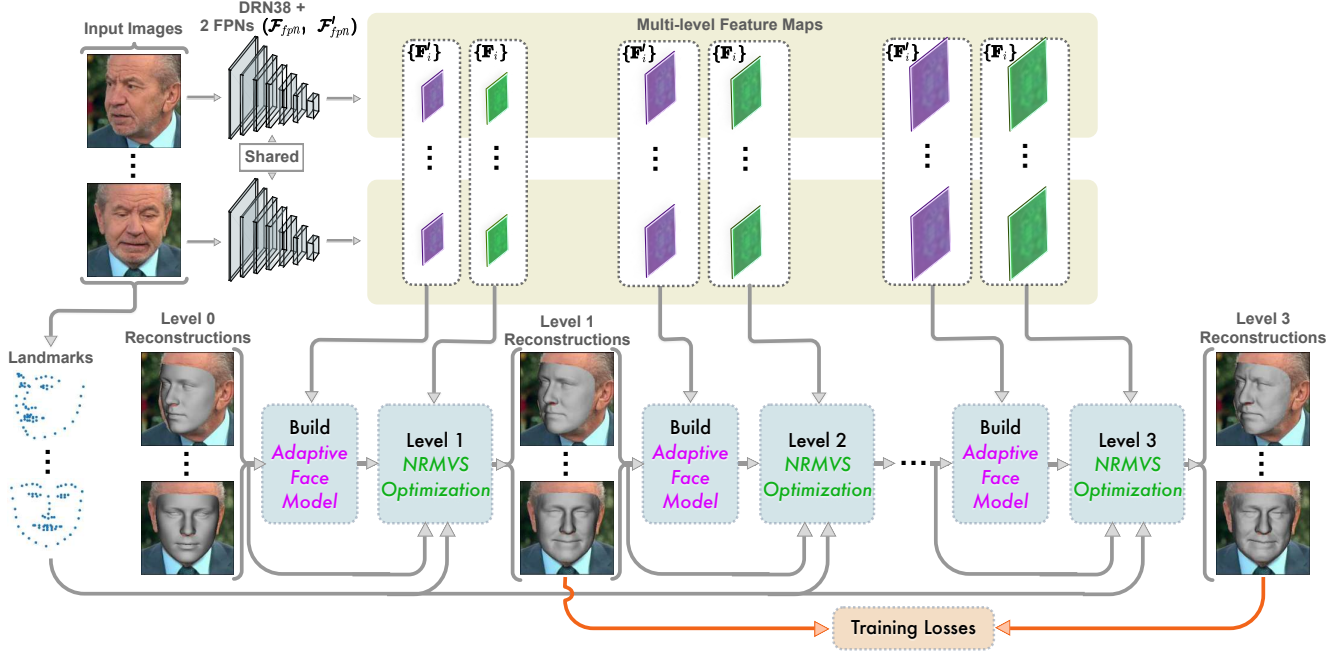 DRN38 +
2 FPNs (𝓕fpn, 𝓕′fpn)
Input Images
Multi-level Feature Maps
{F′i}
{Fi}
{F′i}
{Fi}
{F′i}
{Fi}
Shared
Landmarks
Level 0
Reconstructions
Level 1
Reconstructions
Level 3
Reconstructions
Build
Adaptive
Face
Model
Level 1
NRMVS
Optimization
Build
Adaptive
Face
Model
Level 2
NRMVS
Optimization
Build
Adaptive
Face
Model
Level 3
NRMVS
Optimization
Training Losses